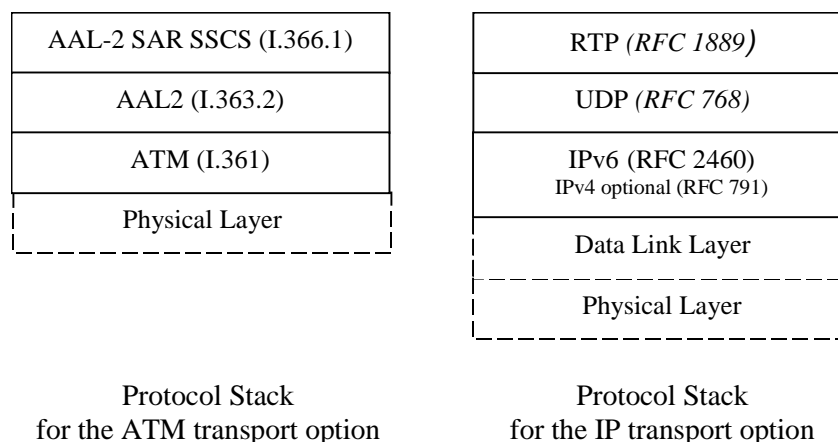 AAL-2 SAR SSCS (I.366.1)
AAL2 (I.363.2)
ATM (I.361)
Physical Layer
Protocol Stack
for the ATM transport option
RTP (RFC 1889)
UDP (RFC 768)
IPv6 (RFC 2460)
IPv4 optional (RFC 791)
Data Link Layer
Physical Layer
Protocol Stack
for the IP transport option